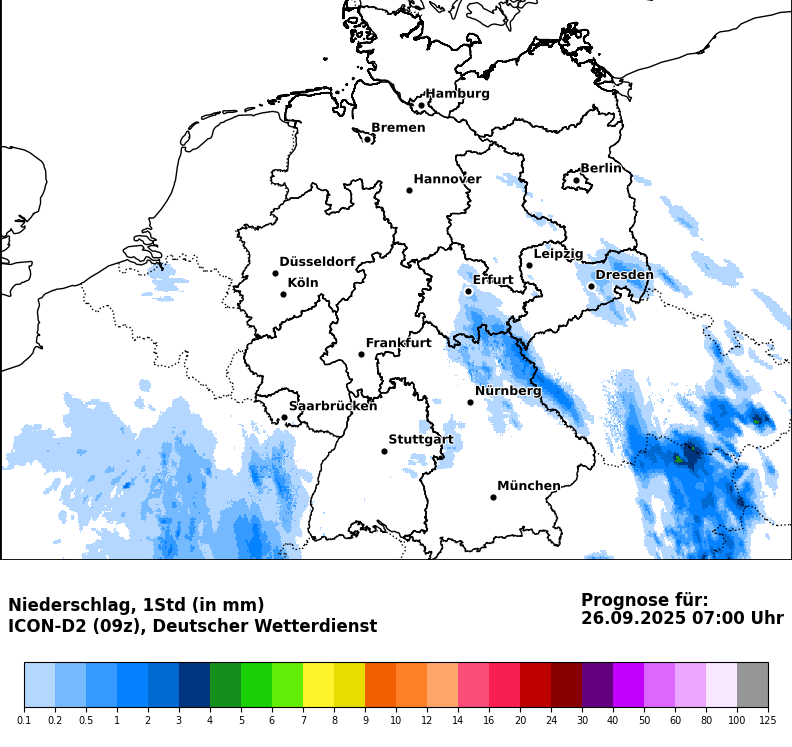 Hamburg
Bremen
Berlin
Hannover
Leipzig
Düsseldorf
Dresden
Erfurt
Köln
Frankfurt
Nürnberg
Saarbrücken
Stuttgart
München
Niederschlag, 1Std (in mm)
ICON-D2 (09z), Deutscher Wetterdienst
Prognose für:
26.09.2025 07:00 Uhr
0.1 0.2 0.5 1 2 3 4 5 6 7 8 9 10 12 14 16 20 24 30 40 50 60 80 100 125